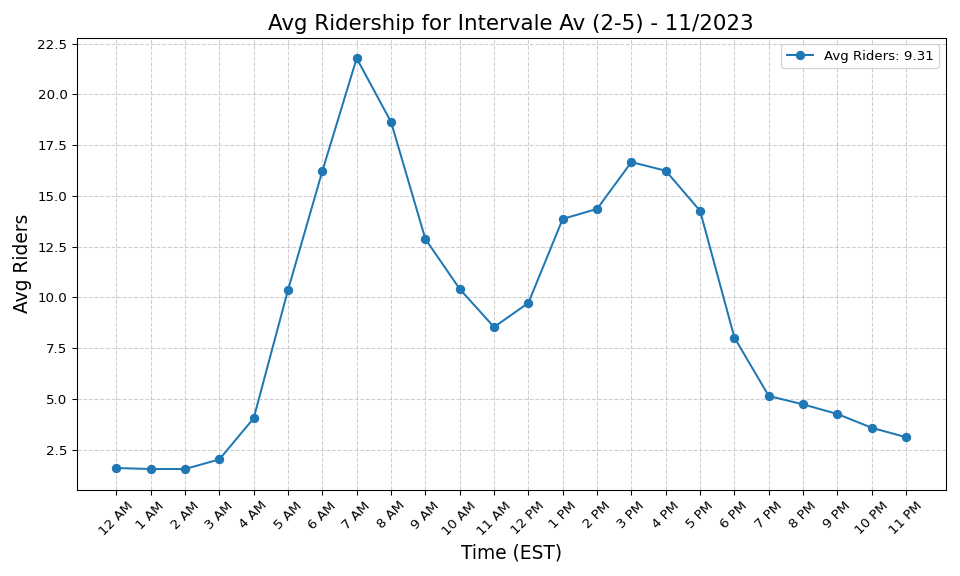 Avg Ridership for Intervale Av (2-5) - 11/2023
Avg Riders: 9.31
Avg Riders
22.5
20.0
17.5
15.0
12.5
10.0
7.5
5.0
2.5
12 AM
1 AM
2 AM
3 AM
4 AM
5 AM
6 AM
7 AM
8 AM
9 AM
10 AM
11 AM
12 PM
1 PM
2 PM
3 PM
4 PM
5 PM
6 PM
7 PM
8 PM
9 PM
10 PM
11 PM
Time (EST)